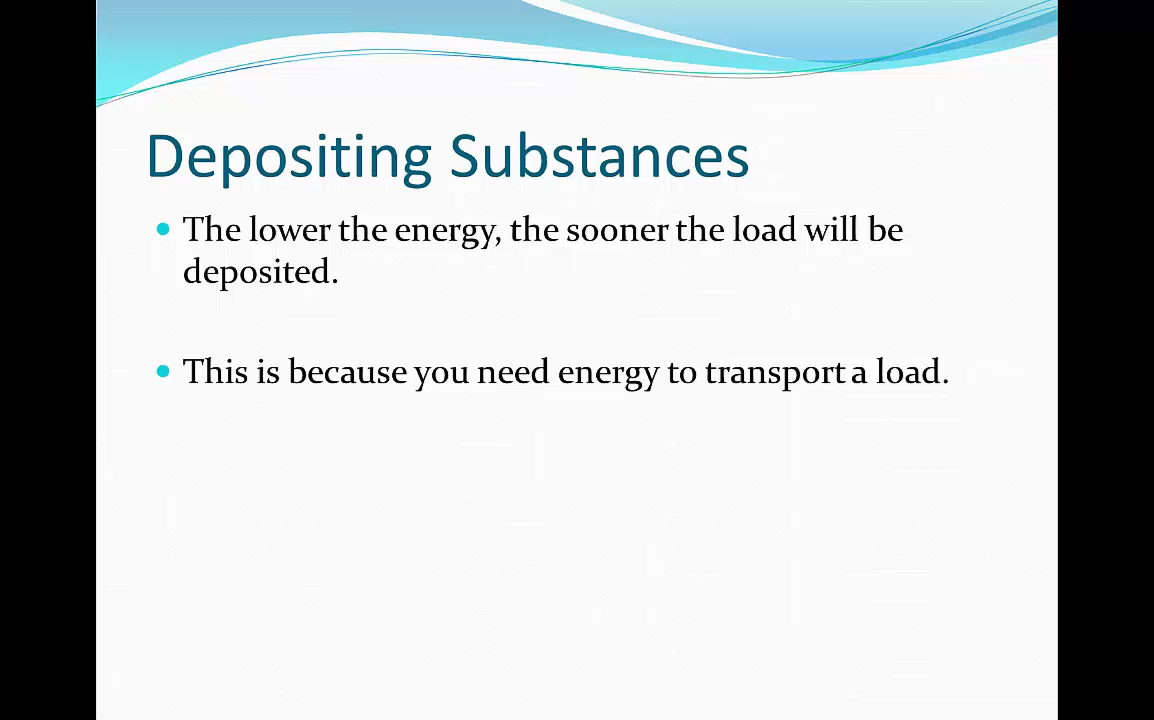 Depositing Substances
• The lower the energy, the sooner the load will be
deposited.
• This is because you need energy to transport a load.